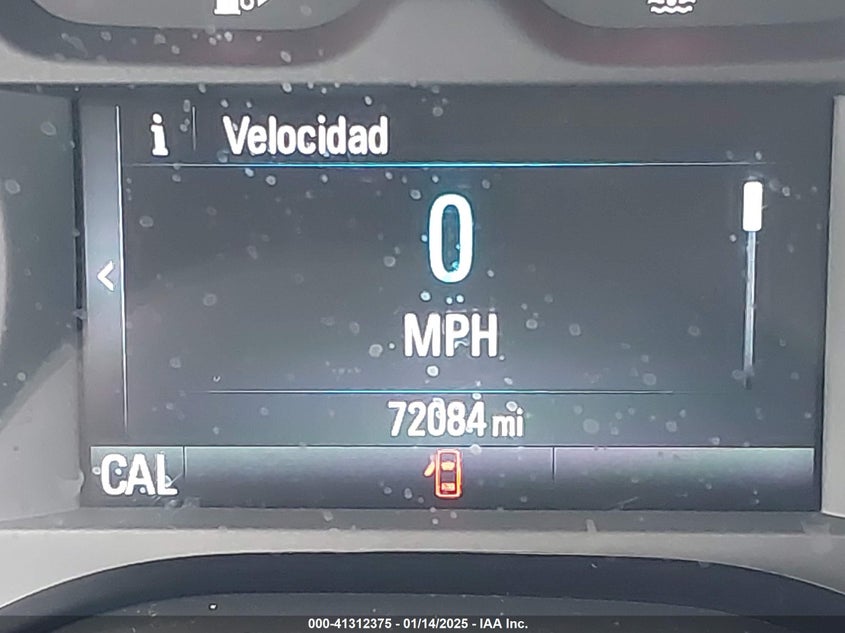 i Velocidad
0
MPH
72084 mi
CAL
000-41312375 - 01/14/2025 - IAA Inc.